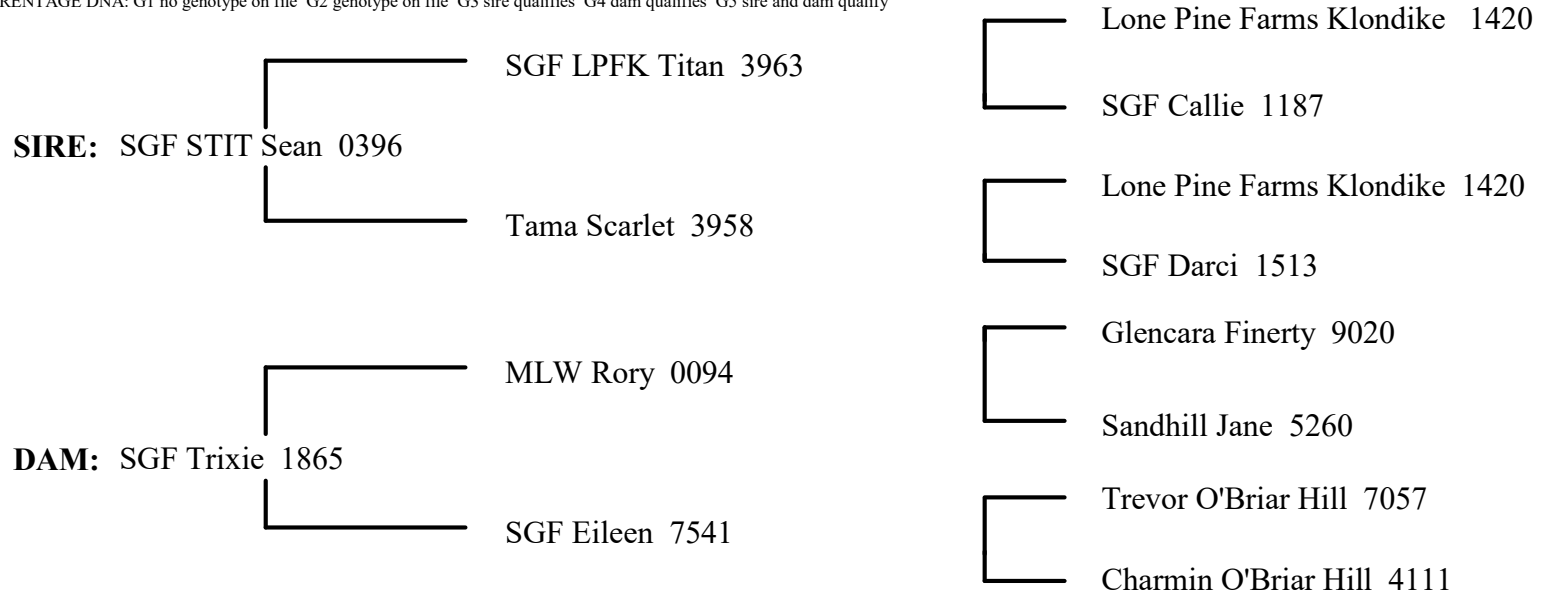 RENTAGE DNA: G1 no genotype on file G2 genotype on file G3 sire qualifies G4 dam qualifies G5 sire and dam qualify
Lone Pine Farms Klondike 1420
SGF LPFK Titan 3963
SGF Callie 1187
SIRE: SGF STIT Sean 0396
Lone Pine Farms Klondike 1420
Tama Scarlet 3958
SGF Darci 1513
Glencara Finerty 9020
MLW Rory 0094
Sandhill Jane 5260
DAM: SGF Trixie 1865
Trevor O'Briar Hill 7057
SGF Eileen 7541
Charmin O'Briar Hill 4111